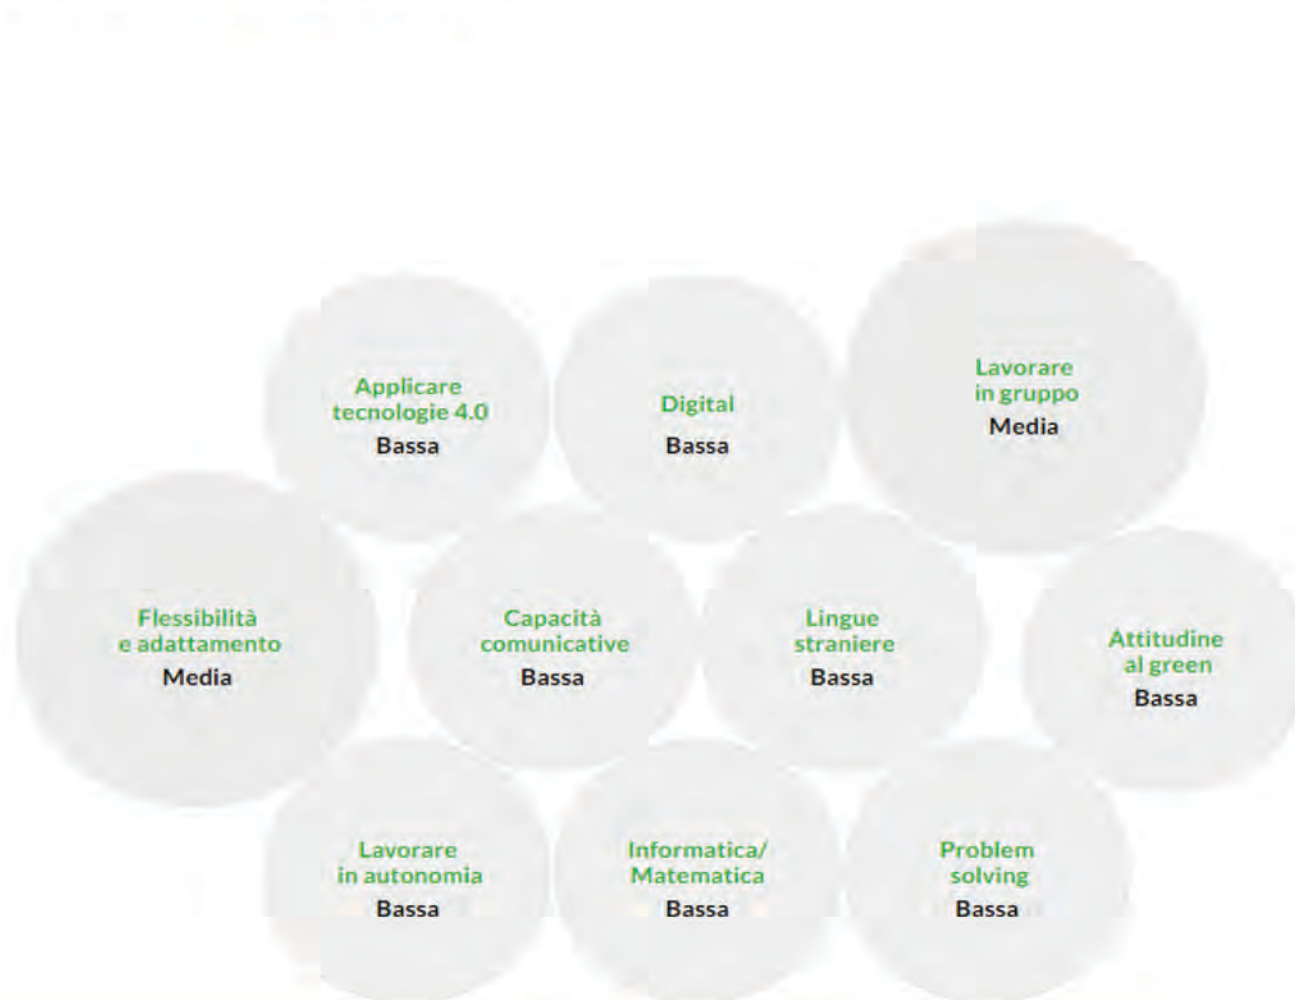 Applicare
tecnologie 4.0
Bassa
Digital
Bassa
Lavorare
in gruppo
Media
Flessibilità
e adattamento
Media
Capacità
comunicative
Bassa
Lingue
straniere
Bassa
Attitudine
al green
Bassa
Lavorare
in autonomia
Bassa
Informatica/
Matematica
Bassa
Problem
solving
Bassa